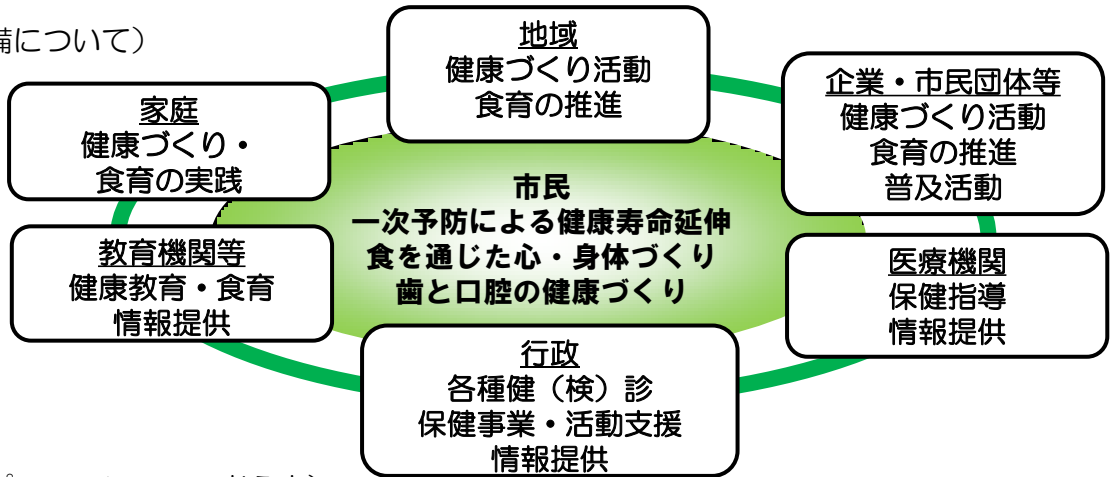 備について）
地域
健康づくり活動
食育の推進
企業・市民団体等
健康づくり活動
食育の推進
普及活動
家庭
健康づくり・
食育の実践
市民
一次予防による健康寿命延伸
食を通じた心・身体づくり
歯と口腔の健康づくり
教育機関等
健康教育・食育
情報提供
医療機関
保健指導
情報提供
行政
各種健（検）診
保健事業・活動支援
情報提供